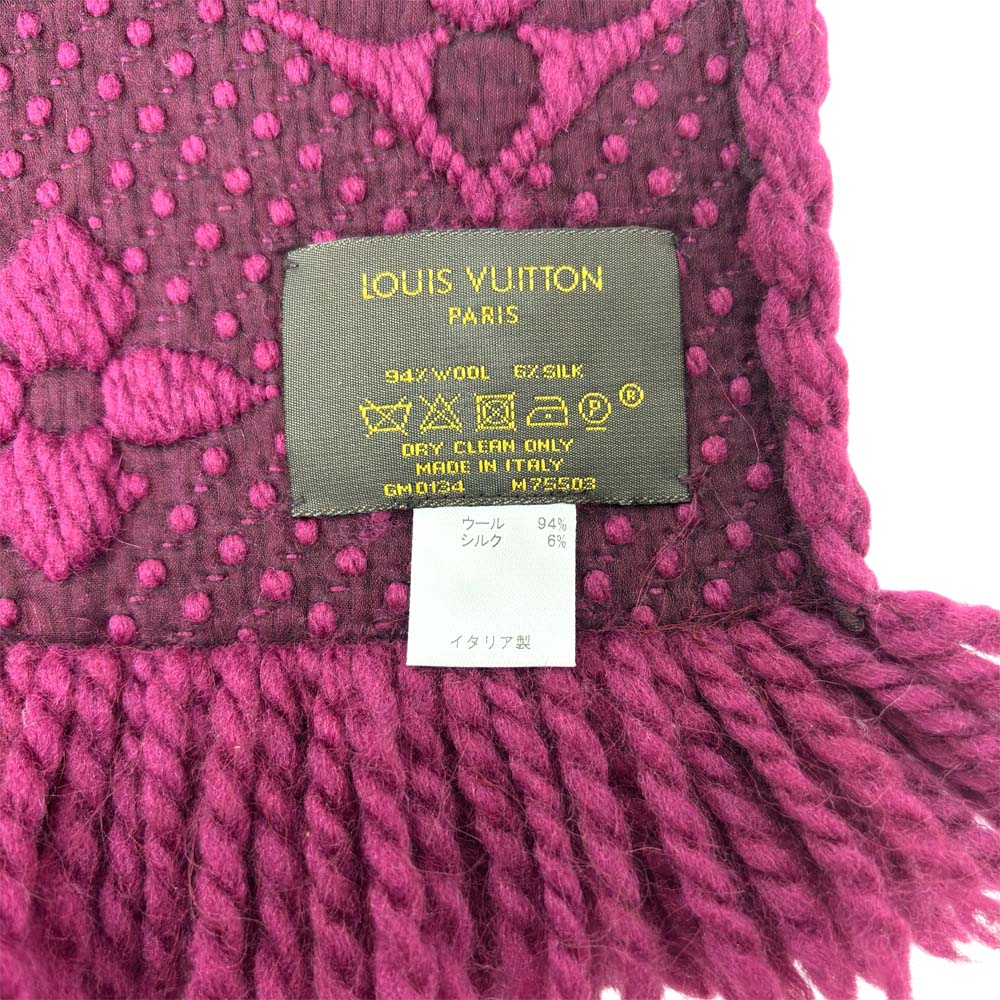 LOUIS VUITTON
PARIS
94% WOOL 6% SILK
P ®
DRY CLEAN ONLY
MADE IN ITALY
GM0134 M75503
ウール 94%
シルク 6%
イタリア製